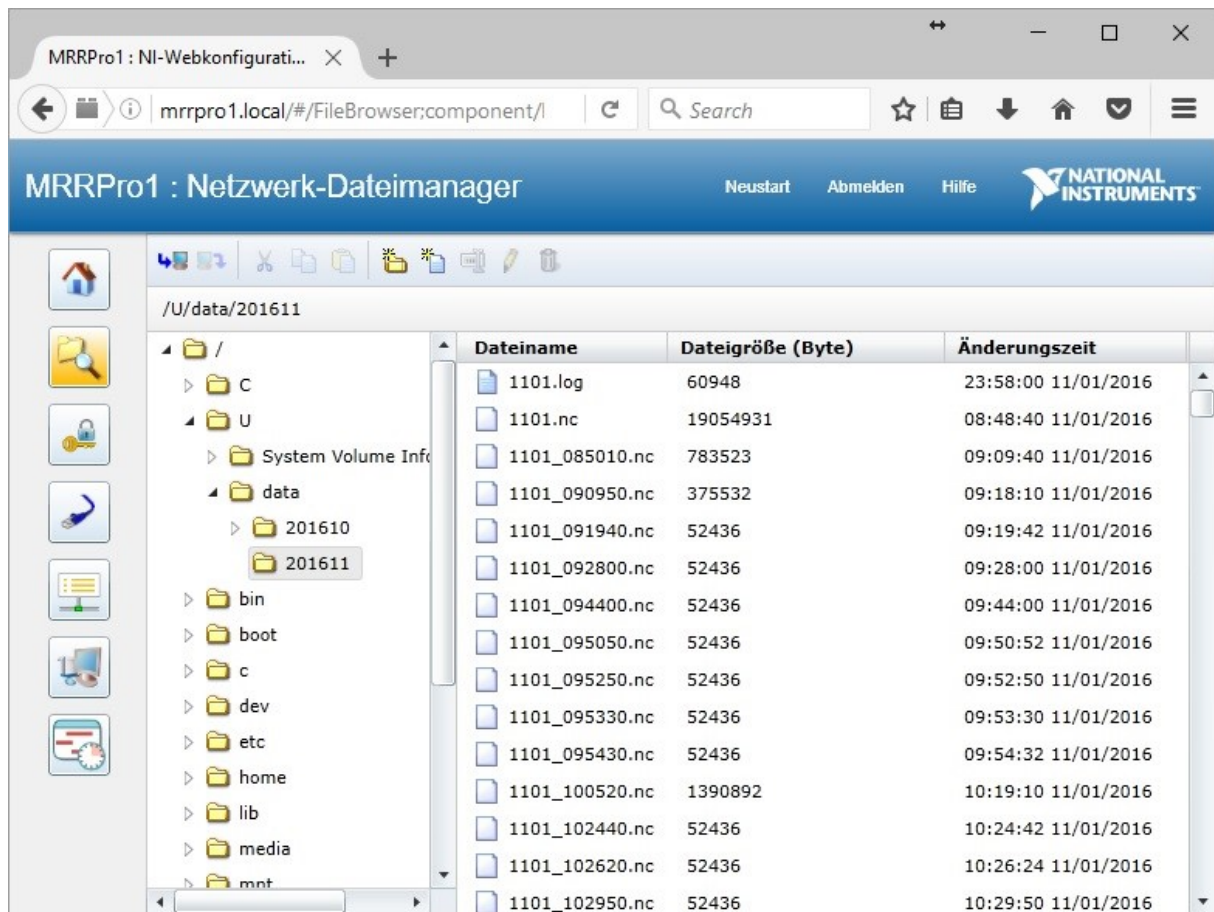 MRRPro1 : NI-Webkonfigurati...
mrrpro1.local/#/FileBrowser;component/
Search
MRRPro1 : Netzwerk-Dateimanager
Neustart Abmelden Hilfe
NATIONAL INSTRUMENTS
/U/data/201611
/
C
U
System Volume Info
data
201610
201611
bin
boot
c
dev
etc
home
lib
media
mnt
Dateiname Dateigröße (Byte) Änderungszeit
1101.log 60948 23:58:00 11/01/2016
1101.nc 19054931 08:48:40 11/01/2016
1101_085010.nc 783523 09:09:40 11/01/2016
1101_090950.nc 375532 09:18:10 11/01/2016
1101_091940.nc 52436 09:19:42 11/01/2016
1101_092800.nc 52436 09:28:00 11/01/2016
1101_094400.nc 52436 09:44:00 11/01/2016
1101_095050.nc 52436 09:50:52 11/01/2016
1101_095250.nc 52436 09:52:50 11/01/2016
1101_095330.nc 52436 09:53:30 11/01/2016
1101_095430.nc 52436 09:54:32 11/01/2016
1101_100520.nc 1390892 10:19:10 11/01/2016
1101_102440.nc 52436 10:24:42 11/01/2016
1101_102620.nc 52436 10:26:24 11/01/2016
1101_102950.nc 52436 10:29:50 11/01/2016